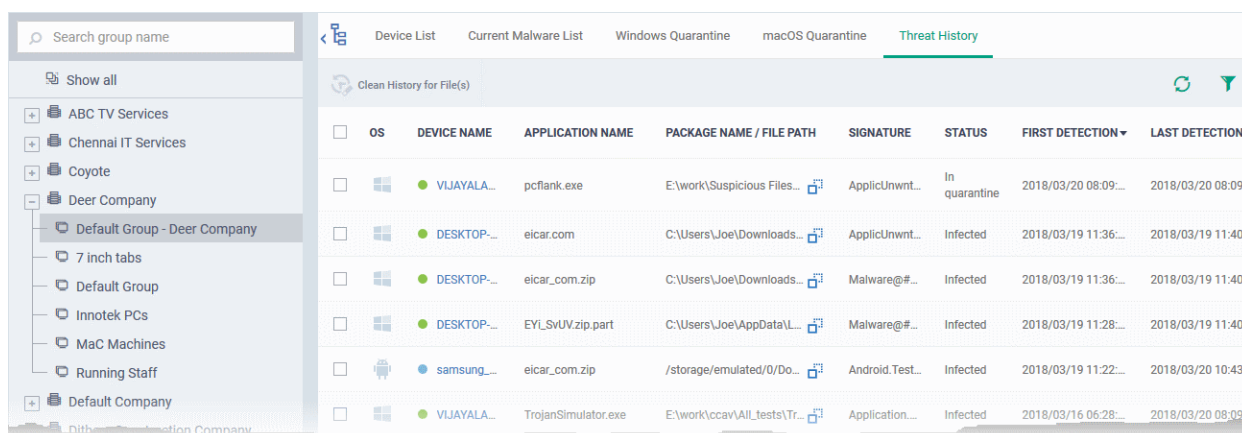 Search group name
Show all
ABC TV Services
Chennai IT Services
Coyote
Deer Company
Default Group - Deer Company
7 inch tabs
Default Group
Innotek PCs
MaC Machines
Running Staff
Default Company
Device List Current Malware List Windows Quarantine macOS Quarantine Threat History
Clean History for File(s)
OS DEVICE NAME APPLICATION NAME PACKAGE NAME / FILE PATH SIGNATURE STATUS FIRST DETECTION LAST DETECTION
VIJAYALA... pcflank.exe E:\work\Suspicious Files... ApplicUnwnt... In quarantine 2018/03/20 08:09:... 2018/03/20 08:09
DESKTOP-... eicar.com C:\Users\Joe\Downloads... ApplicUnwnt... Infected 2018/03/19 11:36:... 2018/03/19 11:40
DESKTOP-... eicar_com.zip C:\Users\Joe\Downloads... Malware@#... Infected 2018/03/19 11:36:... 2018/03/19 11:40
DESKTOP-... EYi_SvUV.zip.part C:\Users\Joe\AppData\L... Malware@#... Infected 2018/03/19 11:28:... 2018/03/19 11:40
samsung_... eicar_com.zip /storage/emulated/0/Do... Android.Test... Infected 2018/03/19 11:22:... 2018/03/20 10:43
VIJAYALA... TrojanSimulator.exe E:\work\ccav\All_tests\Tr... Application.... Infected 2018/03/16 06:28:... 2018/03/20 08:09